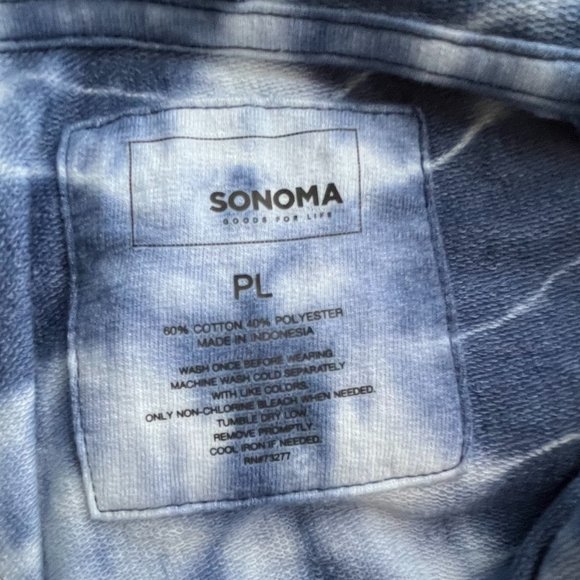 SONOMA
GOODS FOR LIFE
PL
60% COTTON 40% POLYESTER
MADE IN INDONESIA
WASH ONCE BEFORE WEARING.
MACHINE WASH COLD SEPARATELY
WITH LIKE COLORS.
ONLY NON-CHLORINE BLEACH WHEN NEEDED.
TUMBLE DRY LOW.
REMOVE PROMPTLY.
COOL IRON IF NEEDED.
RN#73277